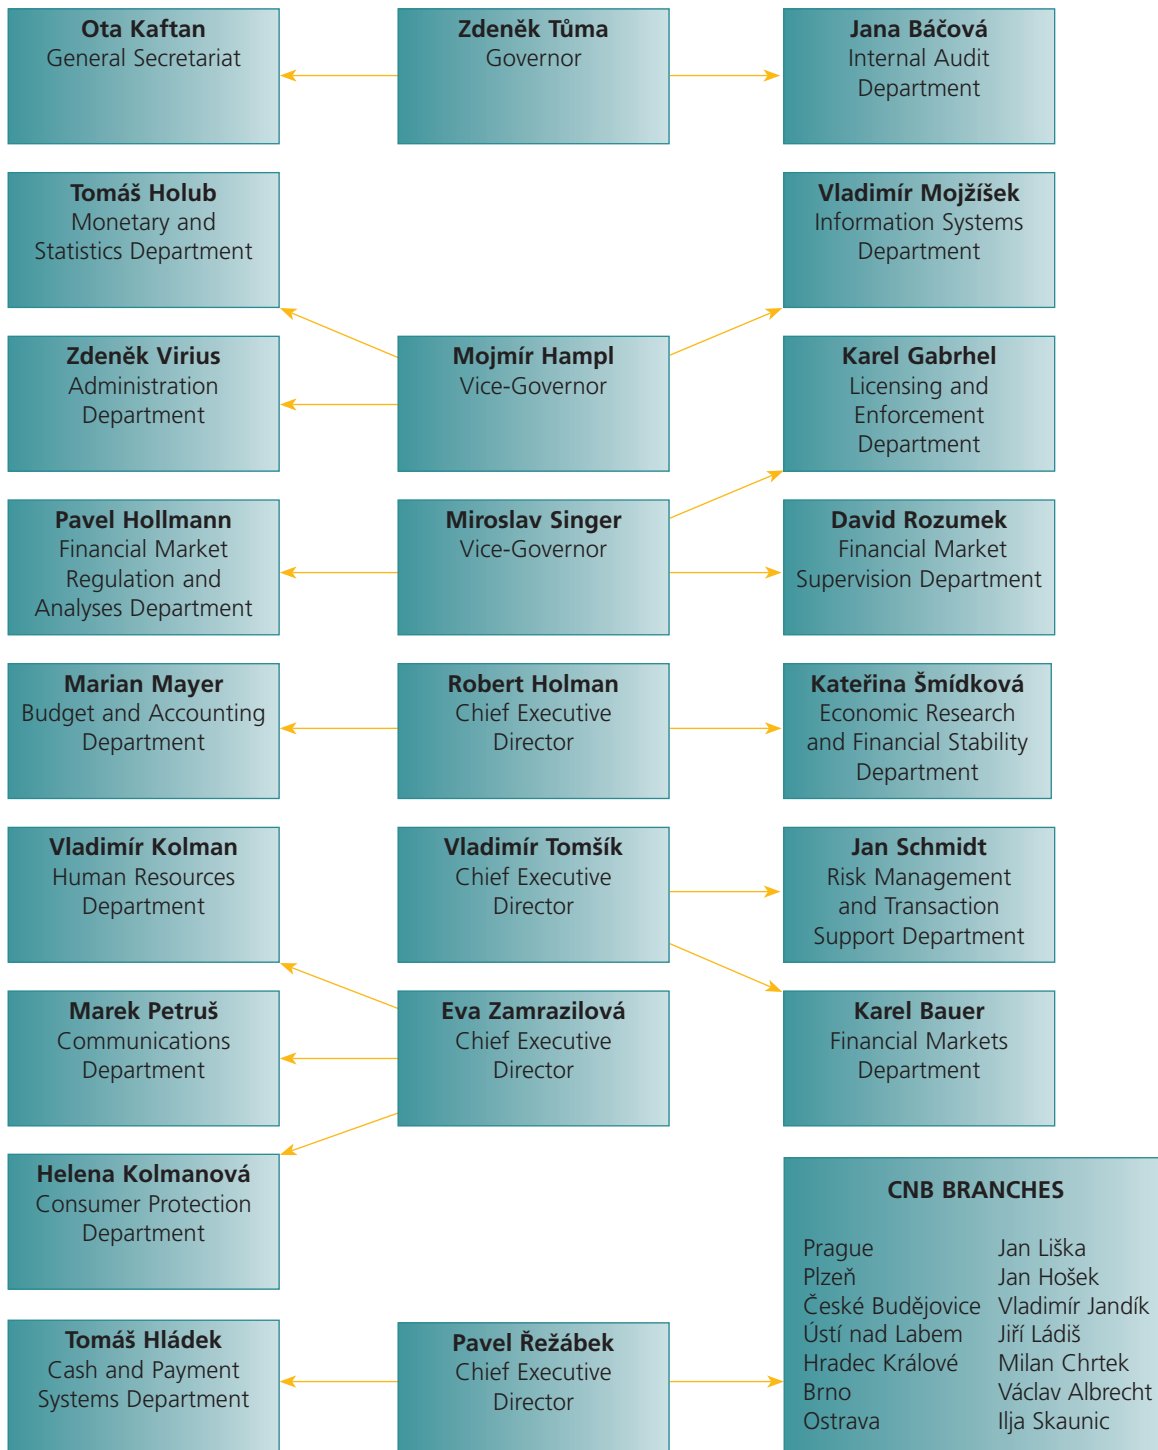 Ota Kaftan
General Secretariat
Zdeněk Tůma
Governor
Jana Báčová
Internal Audit
Department
Tomáš Holub
Monetary and
Statistics Department
Vladimír Mojžíšek
Information Systems
Department
Zdeněk Virius
Administration
Department
Mojmír Hampl
Vice-Governor
Karel Gabrhel
Licensing and
Enforcement
Department
Pavel Hollmann
Financial Market
Regulation and
Analyses Department
Miroslav Singer
Vice-Governor
David Rozumek
Financial Market
Supervision Department
Marian Mayer
Budget and Accounting
Department
Robert Holman
Chief Executive
Director
Kateřina Šmídková
Economic Research
and Financial Stability
Department
Vladimír Kolman
Human Resources
Department
Vladimír Tomšík
Chief Executive
Director
Jan Schmidt
Risk Management
and Transaction
Support Department
Marek Petruš
Communications
Department
Eva Zamrazilová
Chief Executive
Director
Karel Bauer
Financial Markets
Department
Helena Kolmanová
Consumer Protection
Department
Tomáš Hládek
Cash and Payment
Systems Department
Pavel Řežábek
Chief Executive
Director
CNB BRANCHES
Prague Jan Liška
Plzeň Jan Hošek
České Budějovice Vladimír Jandík
Ústí nad Labem Jiří Ládiš
Hradec Králové Milan Chrtek
Brno Václav Albrecht
Ostrava Ilja Skaunic